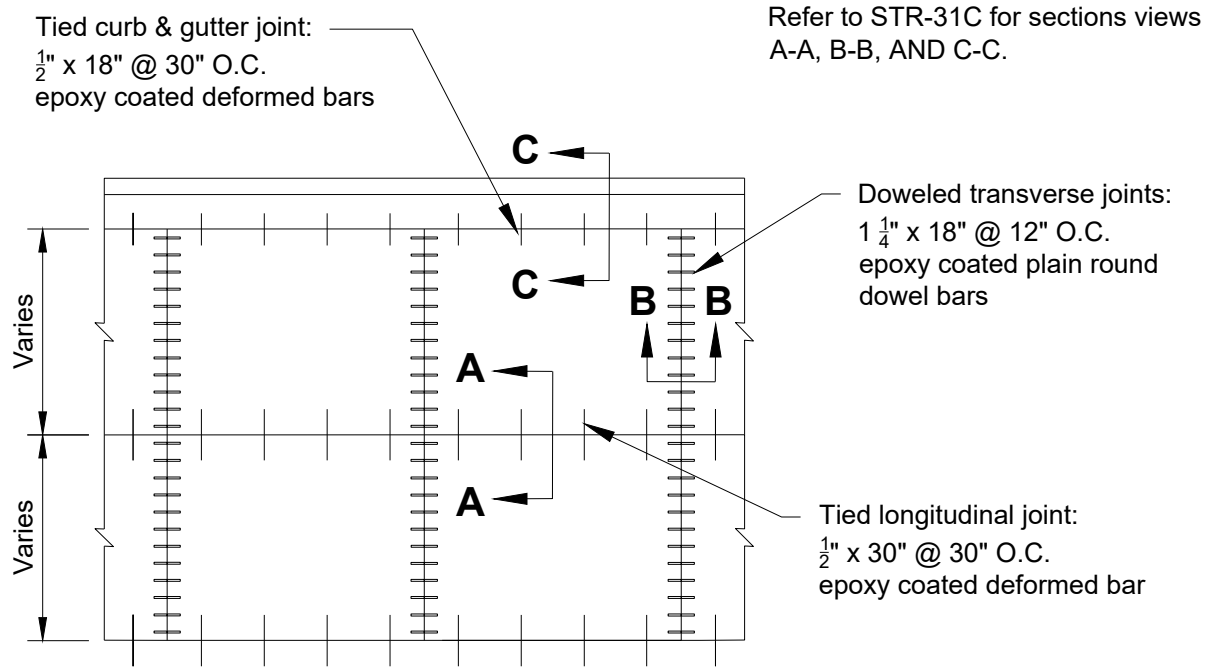 Refer to STR-31C for sections views
A-A, B-B, AND C-C.
Tied curb & gutter joint:
½" x 18" @ 30" O.C.
epoxy coated deformed bars
C
C
Doweled transverse joints:
1 ¼" x 18" @ 12" O.C.
epoxy coated plain round
dowel bars
B B
A
A
Varies
Varies
Tied longitudinal joint:
½" x 30" @ 30" O.C.
epoxy coated deformed bar